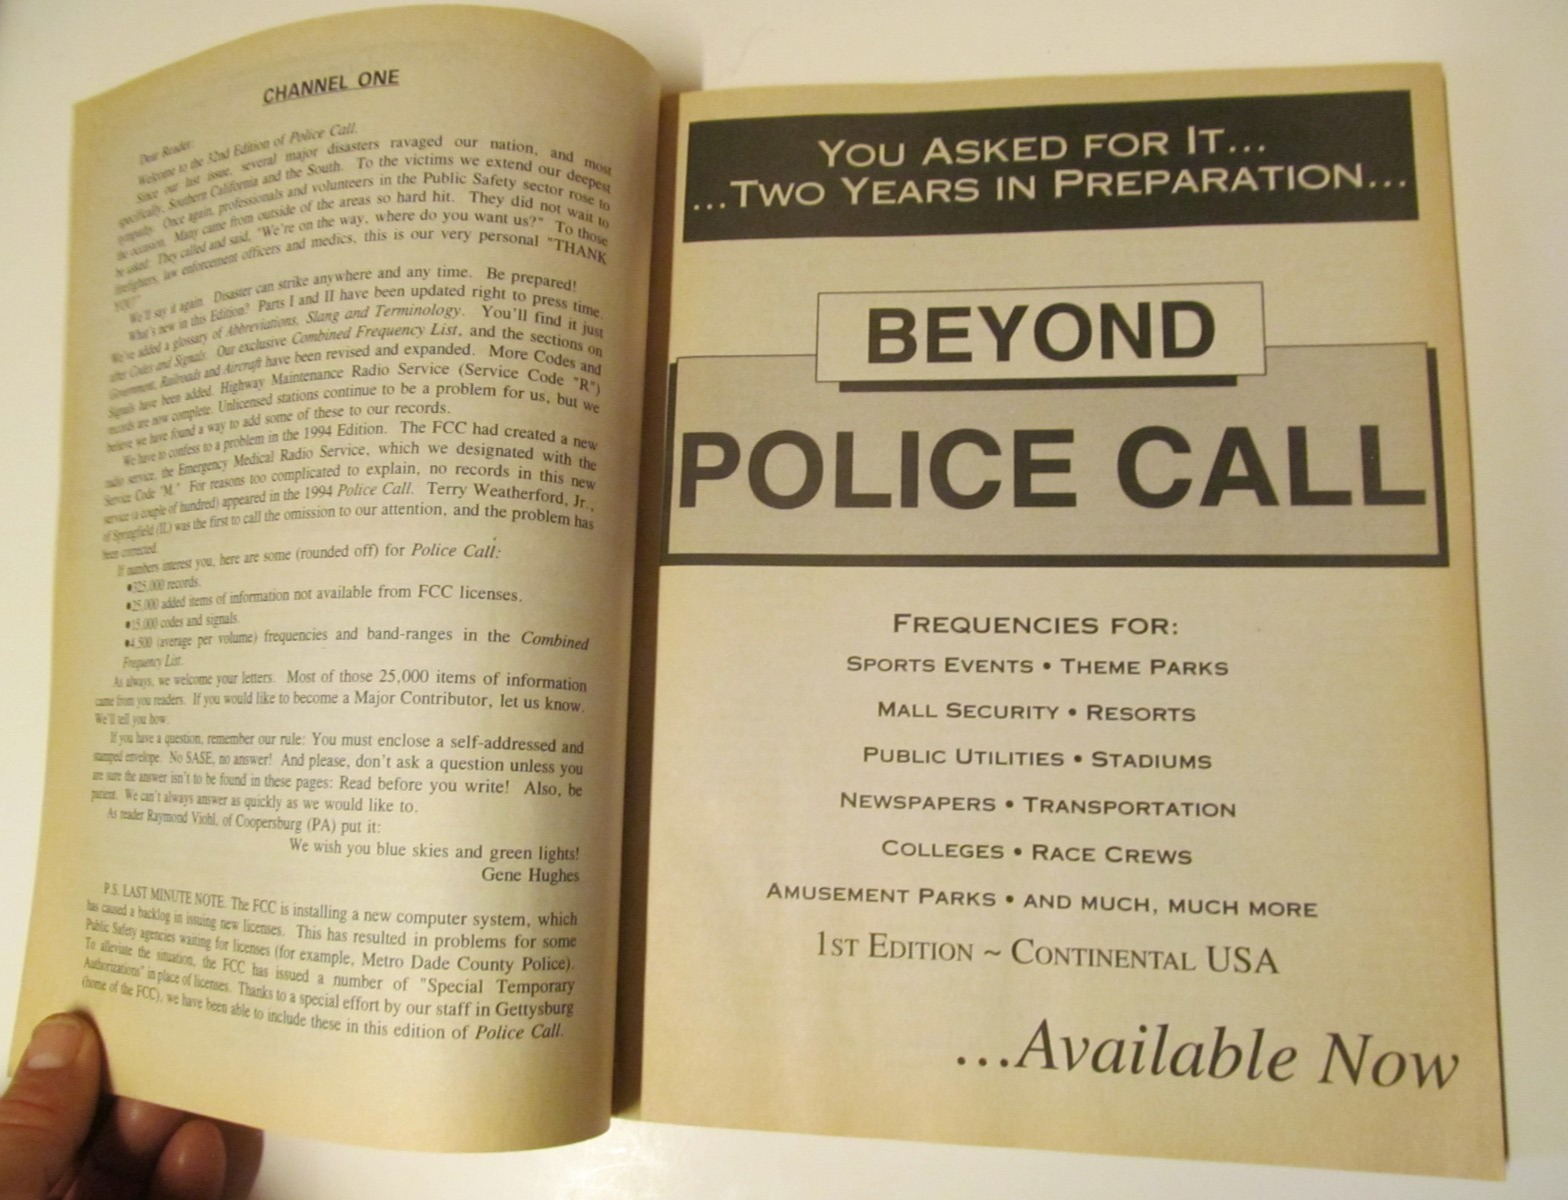 CHANNEL ONE
Dear Reader:
Welcome to the 32nd Edition of Police Call.
Since our last issue, several major disasters ravaged our nation, and most
specifically, Southern California and the South. To the victims we extend our deepest
sympathy. Once again, professionals and volunteers in the Public Safety sector rose to
the occasion. Many came from outside of the areas so hard hit. They did not wait to
be asked: They called and said, "We're on the way, where do you want us?" To those
firefighters, law enforcement officers and medics, this is our very personal "THANK
YOU!"
We'll say it again. Disaster can strike anywhere and any time. Be prepared!
What's new in this Edition? Parts I and II have been updated right to press time.
We've added a glossary of Abbreviations, Slang and Terminology. You'll find it just
after Codes and Signals. Our exclusive Combined Frequency List, and the sections on
Government, Railroads and Aircraft have been revised and expanded. More Codes and
Signals have been added. Highway Maintenance Radio Service (Service Code "R")
records are now complete. Unlicensed stations continue to be a problem for us, but we
believe we have found a way to add some of these to our records.
We have to confess to a problem in the 1994 Edition. The FCC had created a new
radio service, the Emergency Medical Radio Service, which we designated with the
Service Code "M." For reasons too complicated to explain, no records in this new
service (a couple of hundred) appeared in the 1994 Police Call. Terry Weatherford, Jr.,
of Springfield (IL) was the first to call the omission to our attention, and the problem has
been corrected.
If numbers interest you, here are some (rounded off) for Police Call:
•325,000 records.
•25,000 added items of information not available from FCC licenses.
•15,000 codes and signals.
•4,500 (average per volume) frequencies and band-ranges in the Combined
Frequency List.
As always, we welcome your letters. Most of those 25,000 items of information
came from you readers. If you would like to become a Major Contributor, let us know.
We'll tell you how.
If you have a question, remember our rule: You must enclose a self-addressed and
stamped envelope. No SASE, no answer! And please, don't ask a question unless you
are sure the answer isn't to be found in these pages: Read before you write! Also, be
patient. We can't always answer as quickly as we would like to.
As reader Raymond Viohl, of Coopersburg (PA) put it:
We wish you blue skies and green lights!
Gene Hughes
P.S. LAST MINUTE NOTE. The FCC is installing a new computer system, which
has caused a backlog in issuing new licenses. This has resulted in problems for some
Public Safety agencies waiting for licenses (for example, Metro Dade County Police).
To alleviate the situation, the FCC has issued a number of "Special Temporary
Authorizations" in place of licenses. Thanks to a special effort by our staff in Gettysburg
(home of the FCC), we have been able to include these in this edition of Police Call.
YOU ASKED FOR IT...
...TWO YEARS IN PREPARATION...
BEYOND
POLICE CALL
FREQUENCIES FOR:
SPORTS EVENTS • THEME PARKS
MALL SECURITY • RESORTS
PUBLIC UTILITIES • STADIUMS
NEWSPAPERS • TRANSPORTATION
COLLEGES • RACE CREWS
AMUSEMENT PARKS • AND MUCH, MUCH MORE
1ST EDITION ~ CONTINENTAL USA
...Available Now